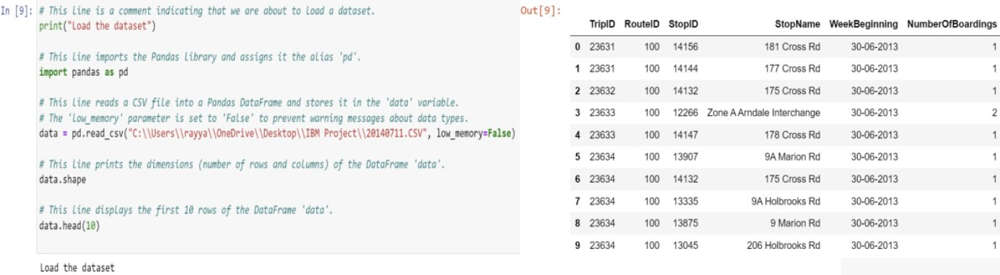 In [9]: # This line is a comment indicating that we are about to load a dataset.
print("Load the dataset")
# This line imports the Pandas library and assigns it the alias 'pd'.
import pandas as pd
# This line reads a CSV file into a Pandas DataFrame and stores it in the 'data' variable.
# The 'low_memory' parameter is set to 'False' to prevent warning messages about data types.
data = pd.read_csv("C:\\Users\\rayya\\OneDrive\\Desktop\\IBM Project\\20140711.CSV", low_memory=False)
# This line prints the dimensions (number of rows and columns) of the DataFrame 'data'.
data.shape
# This line displays the first 10 rows of the DataFrame 'data'.
data.head(10)
Load the dataset
Out[9]:
TripID RouteID StopID StopName WeekBeginning NumberOfBoardings
0 23631 100 14156 181 Cross Rd 30-06-2013 1
1 23631 100 14144 177 Cross Rd 30-06-2013 1
2 23632 100 14132 175 Cross Rd 30-06-2013 1
3 23633 100 12266 Zone A Arndale Interchange 30-06-2013 2
4 23633 100 14147 178 Cross Rd 30-06-2013 1
5 23634 100 13907 9A Marion Rd 30-06-2013 1
6 23634 100 14132 175 Cross Rd 30-06-2013 1
7 23634 100 13335 9A Holbrooks Rd 30-06-2013 1
8 23634 100 13875 9 Marion Rd 30-06-2013 1
9 23634 100 13045 206 Holbrooks Rd 30-06-2013 1